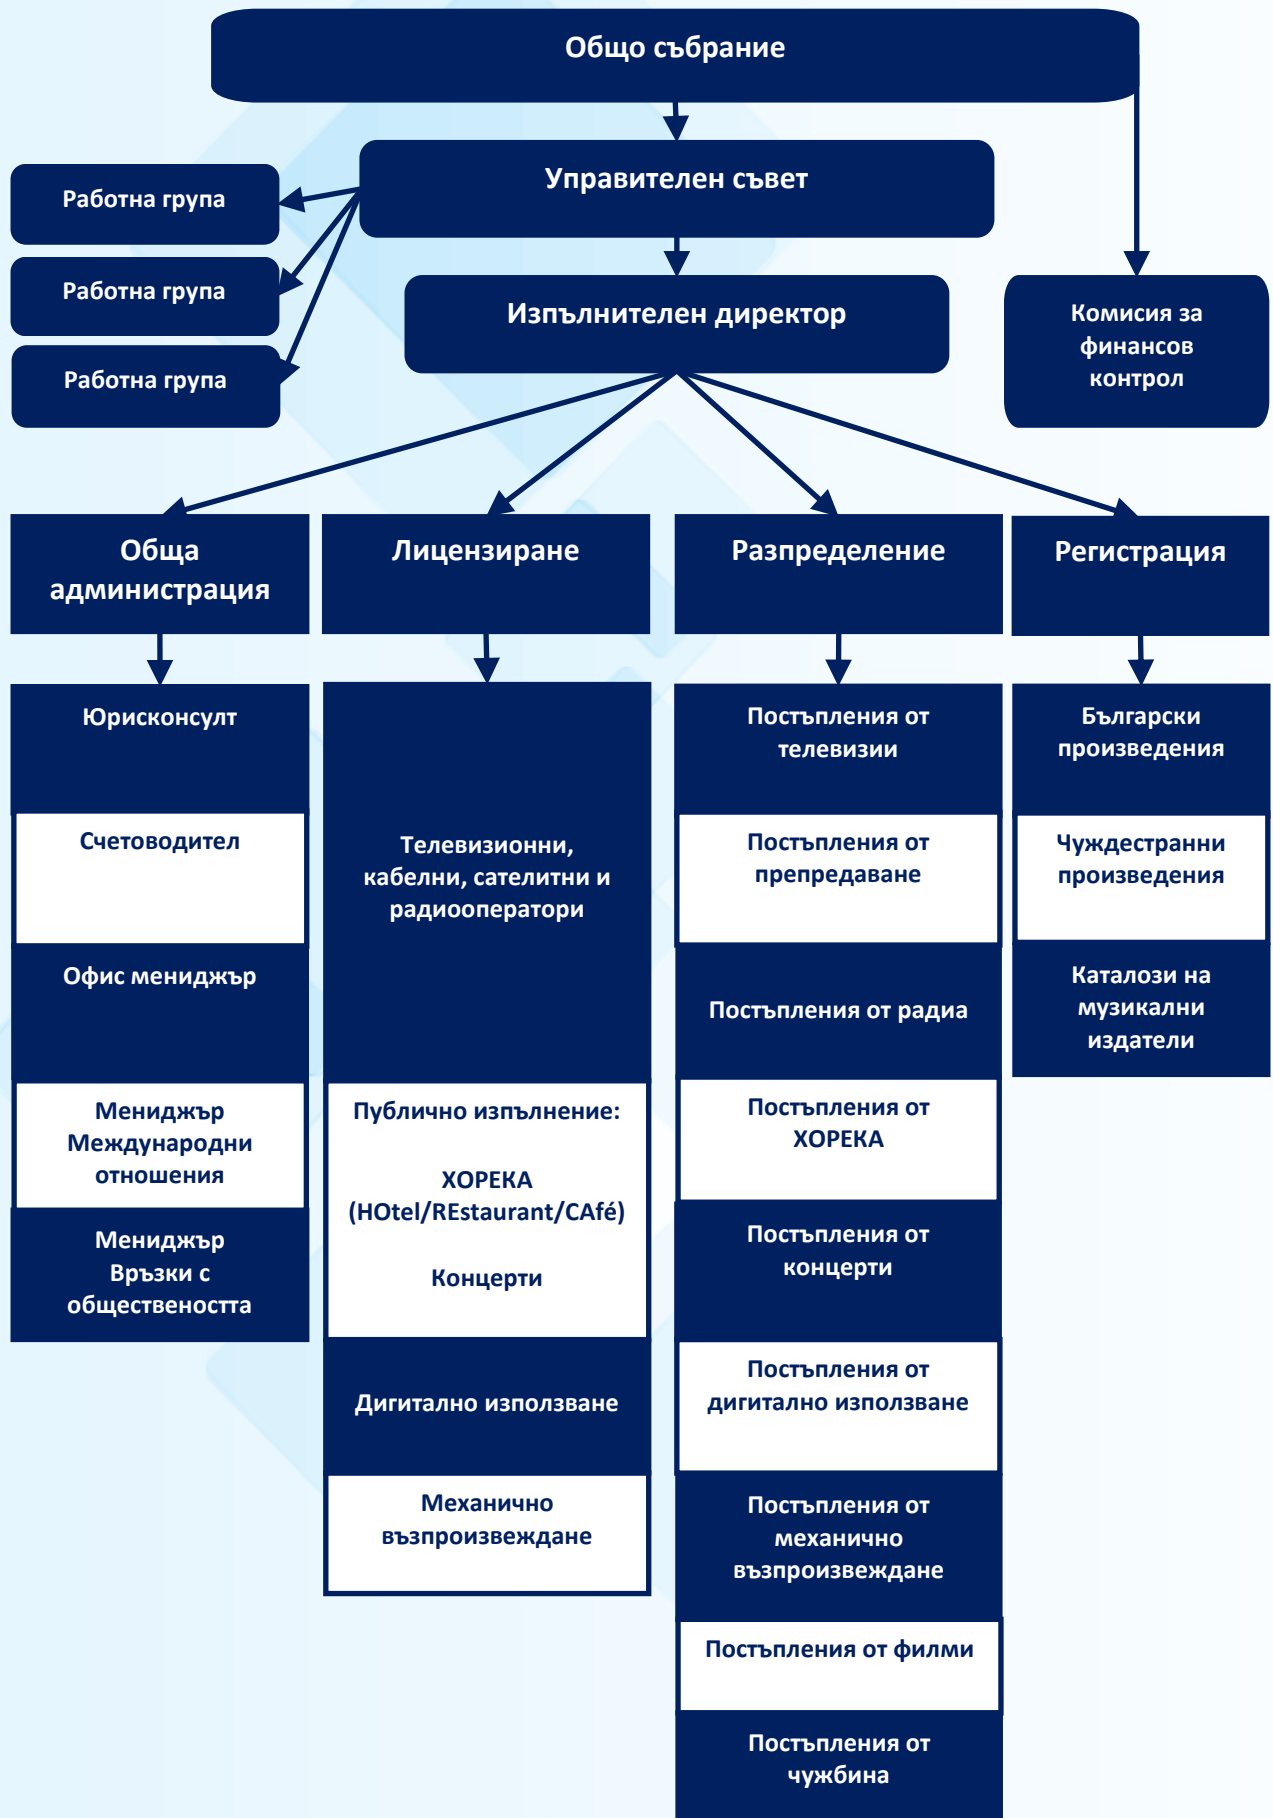 Общо събрание
Управителен съвет
Работна група
Работна група
Работна група
Изпълнителен директор
Комисия за
финансов
контрол
Обща
администрация
Лицензиране
Разпределение
Регистрация
Юрисконсулт
Счетоводител
Офис мениджър
Мениджър
Международни
отношения
Мениджър
Връзки с
обществеността
Телевизионни,
кабелни, сателитни и
радиооператори
Публично изпълнение:
ХОРЕКА
(HOtel/REstaurant/CAfé)
Концерти
Дигитално използване
Механично
възпроизвеждане
Постъпления от
телевизии
Постъпления от
препредаване
Постъпления от радиа
Постъпления от
ХОРЕКА
Постъпления от
концерти
Постъпления от
дигитално използване
Постъпления от
механично
възпроизвеждане
Постъпления от филми
Постъпления от
чужбина
Български
произведения
Чуждестранни
произведения
Каталози на
музикални
издатели